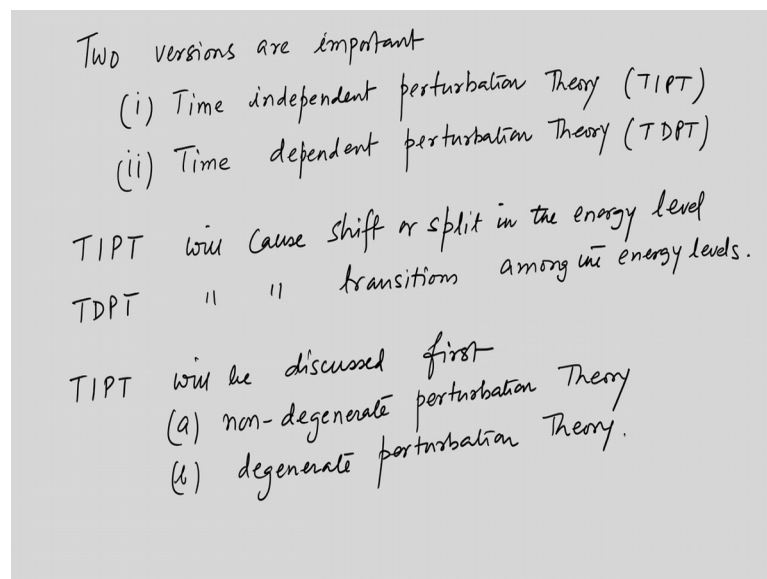 Two versions are important
(i) Time independent perturbation Theory (TIPT)
(ii) Time dependent perturbation Theory (TDPT)
TIPT will cause shift or split in the energy level
TDPT " " transitions among the energy levels.
TIPT will be discussed first
(a) non-degenerate perturbation Theory
(b) degenerate perturbation Theory.